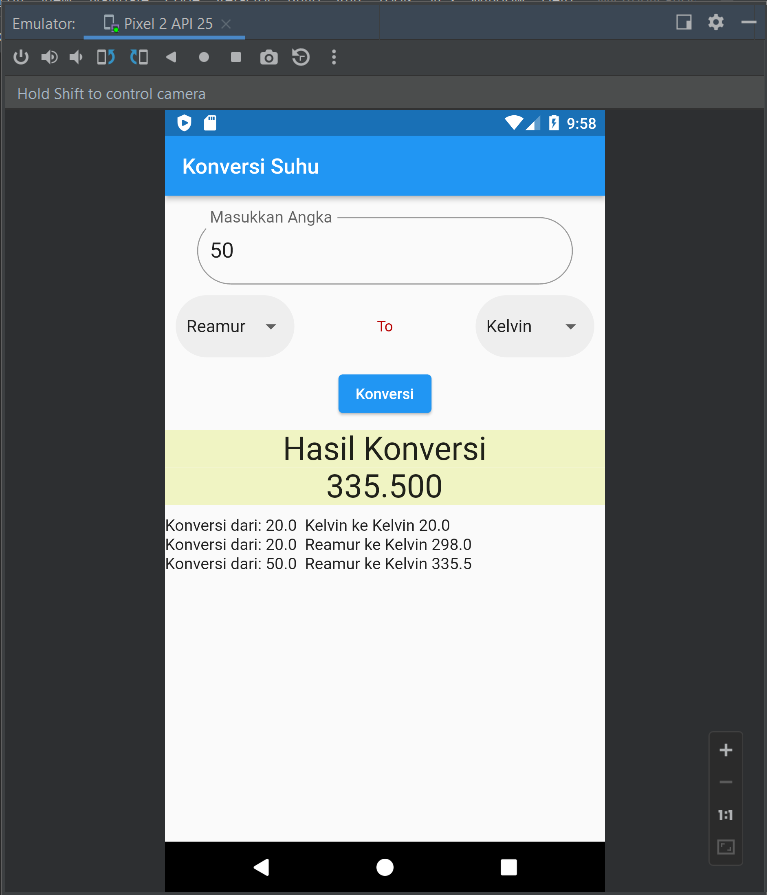 Emulator: Pixel 2 API 25
Hold Shift to control camera
9:58
Konversi Suhu
Masukkan Angka
50
Reamur To Kelvin
Konversi
Hasil Konversi
335.500
Konversi dari: 20.0 Kelvin ke Kelvin 20.0
Konversi dari: 20.0 Reamur ke Kelvin 298.0
Konversi dari: 50.0 Reamur ke Kelvin 335.5
1:1